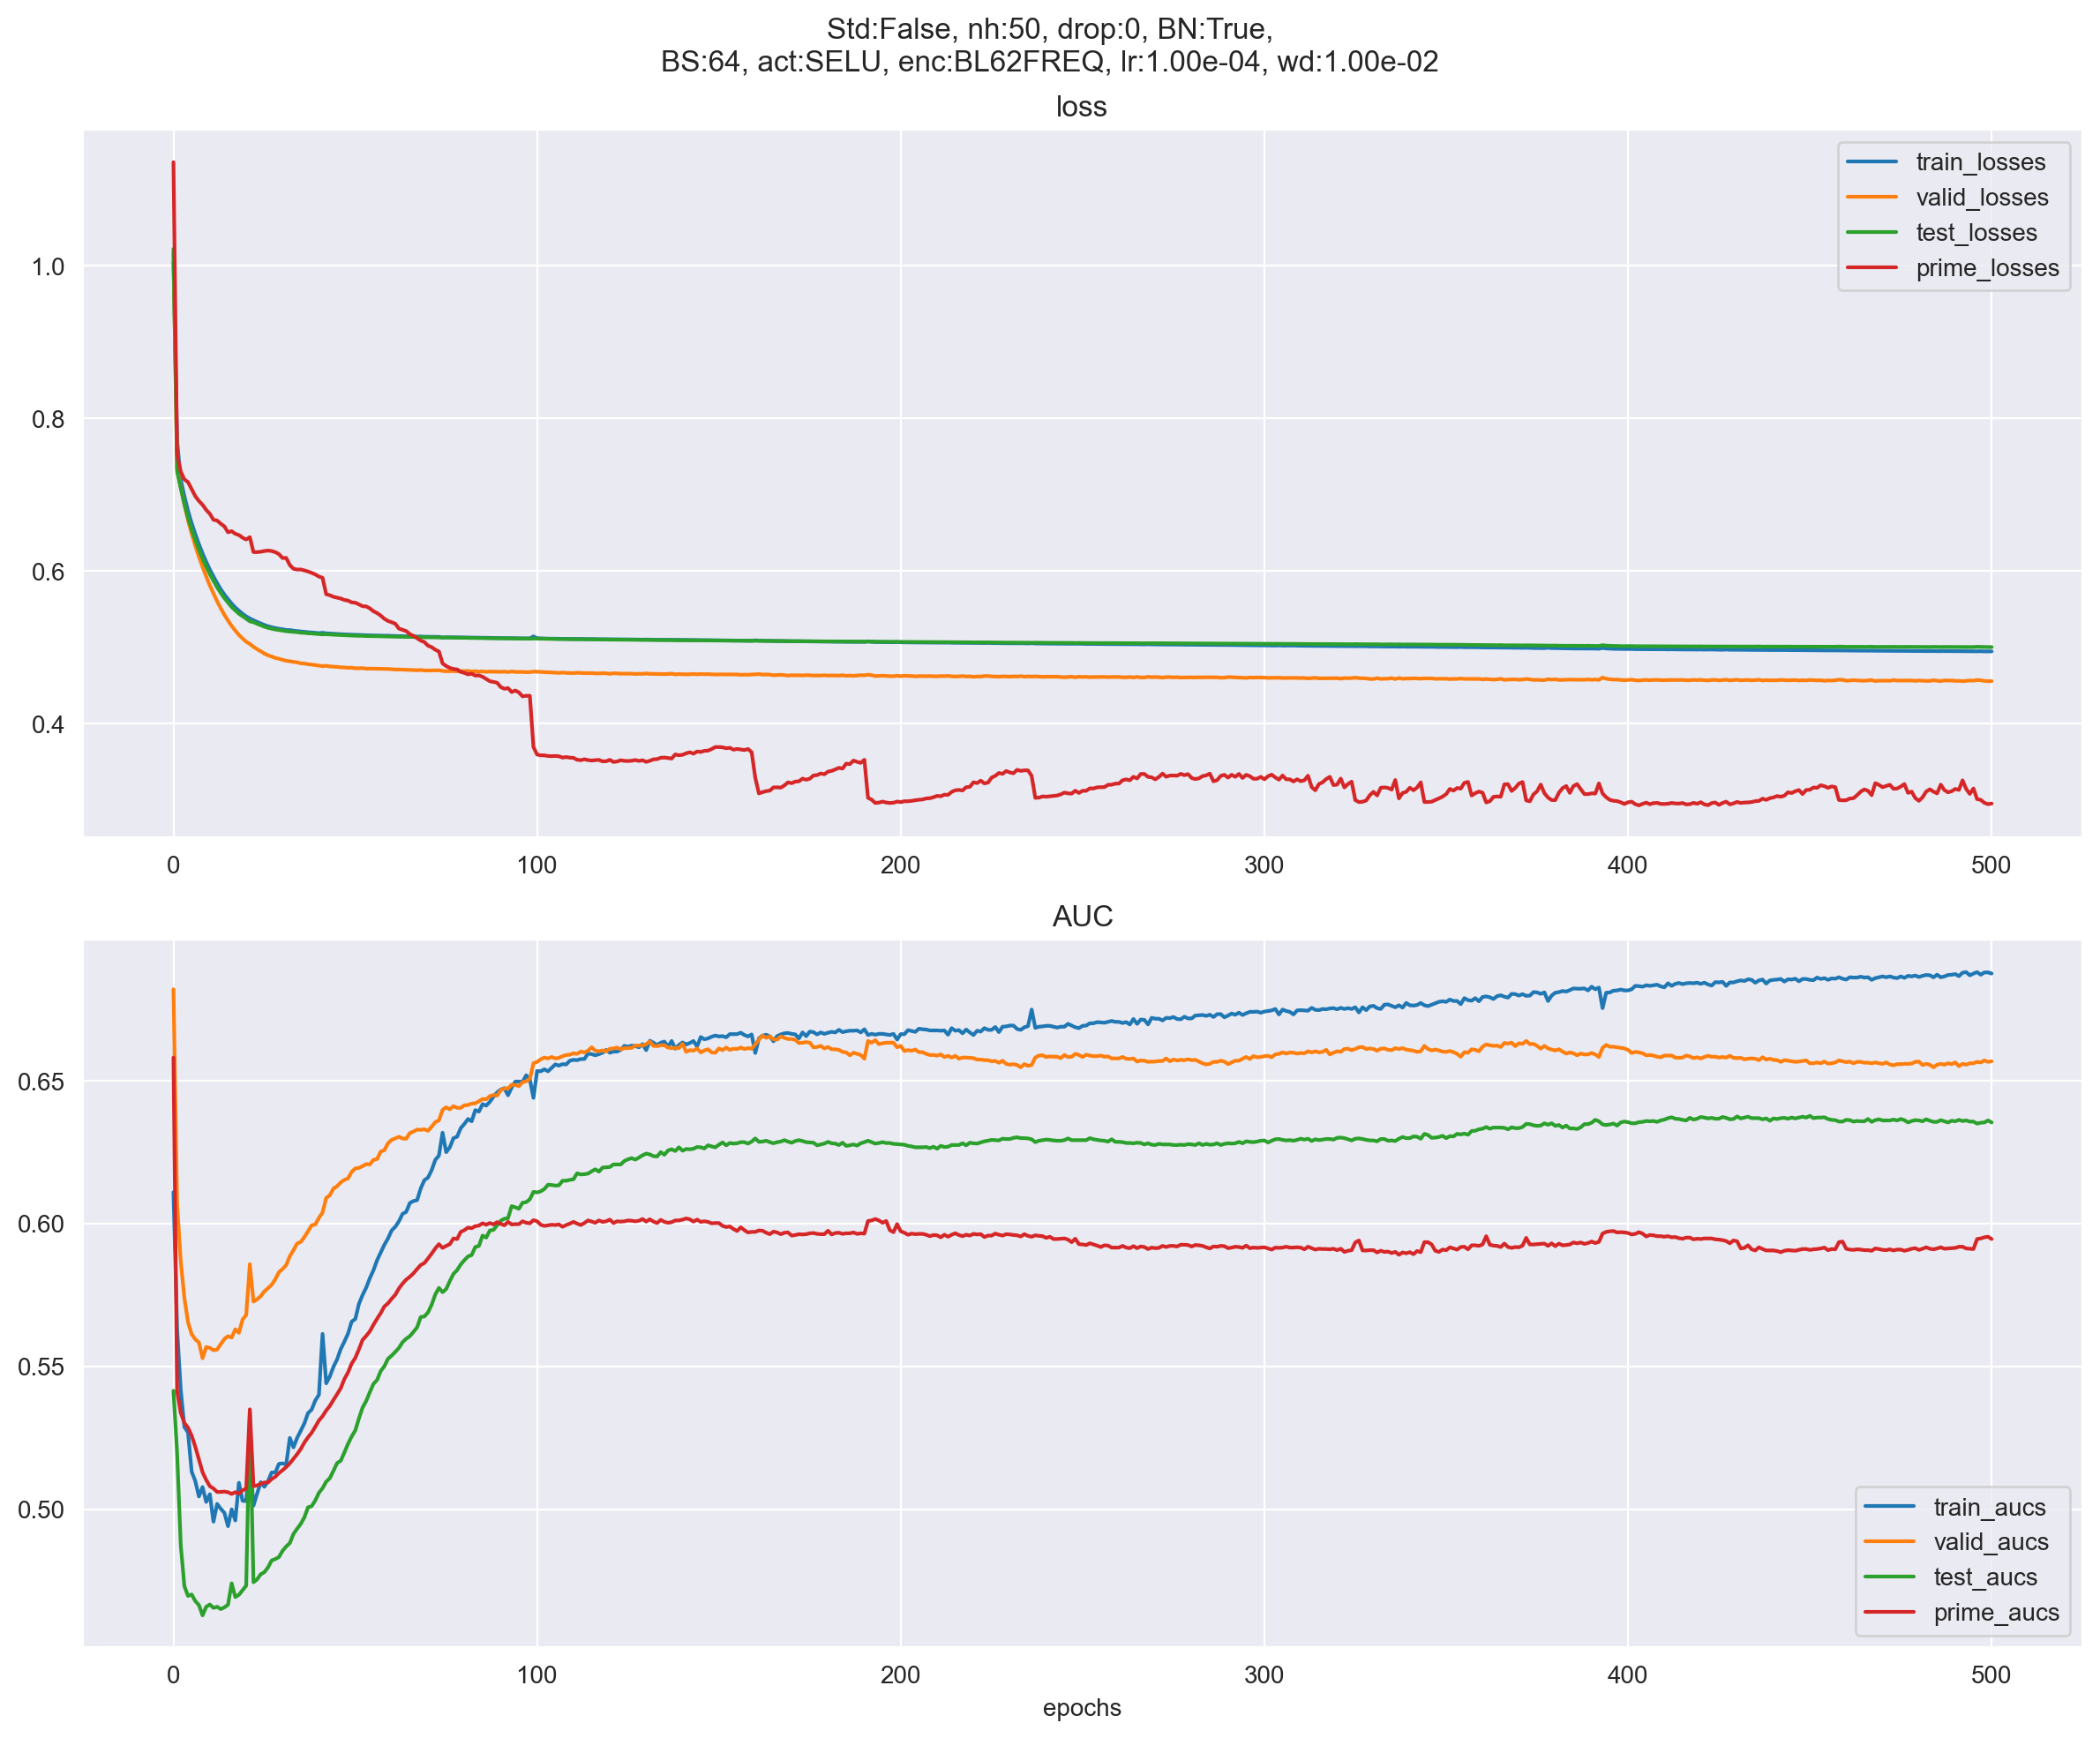 Std:False, nh:50, drop:0, BN:True,
BS:64, act:SELU, enc:BL62FREQ, lr:1.00e-04, wd:1.00e-02
loss
train_losses
valid_losses
test_losses
prime_losses
1.0
0.8
0.6
0.4
0 100 200 300 400 500
AUC
0.65
0.60
0.55
0.50
train_aucs
valid_aucs
test_aucs
prime_aucs
0 100 200 300 400 500
epochs